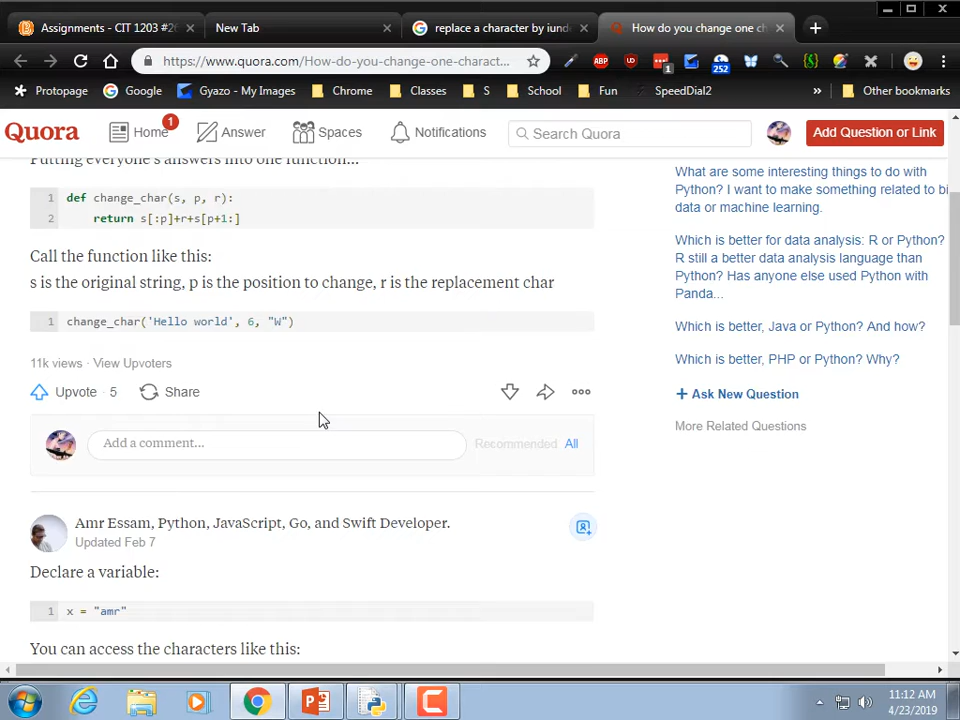 Assignments - CIT 1203 #26
New Tab
replace a character by iund
How do you change one ch
https://www.quora.com/How-do-you-change-one-charact...
ABP
1
252
Protopage
Google
Gyazo - My Images
Chrome
Classes
S
School
Fun
SpeedDial2
»
Other bookmarks
Quora
Home
1
Answer
Spaces
Notifications
Search Quora
Add Question or Link
Putting everyone's answers into one function...
1 def change_char(s, p, r):
2 return s[:p]+r+s[p+1:]
Call the function like this:
s is the original string, p is the position to change, r is the replacement char
1 change_char('Hello world', 6, "W")
11k views · View Upvoters
Upvote · 5
Share
Add a comment...
Recommended
All
Amr Essam, Python, JavaScript, Go, and Swift Developer.
Updated Feb 7
Declare a variable:
1 x = "amr"
You can access the characters like this:
What are some interesting things to do with
Python? I want to make something related to bi
data or machine learning.
Which is better for data analysis: R or Python?
R still a better data analysis language than
Python? Has anyone else used Python with
Panda...
Which is better, Java or Python? And how?
Which is better, PHP or Python? Why?
+ Ask New Question
More Related Questions
11:12 AM
4/23/2019